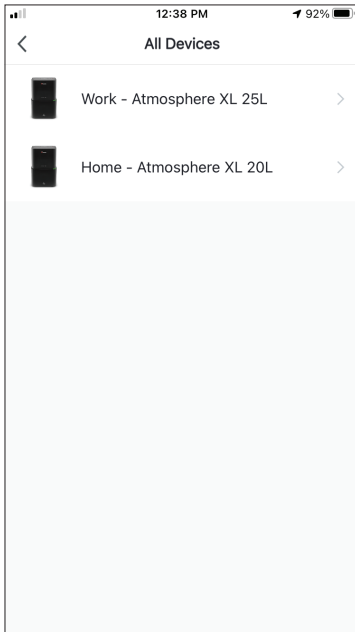 12:38 PM
92%
All Devices
Work - Atmosphere XL 25L
Home - Atmosphere XL 20L